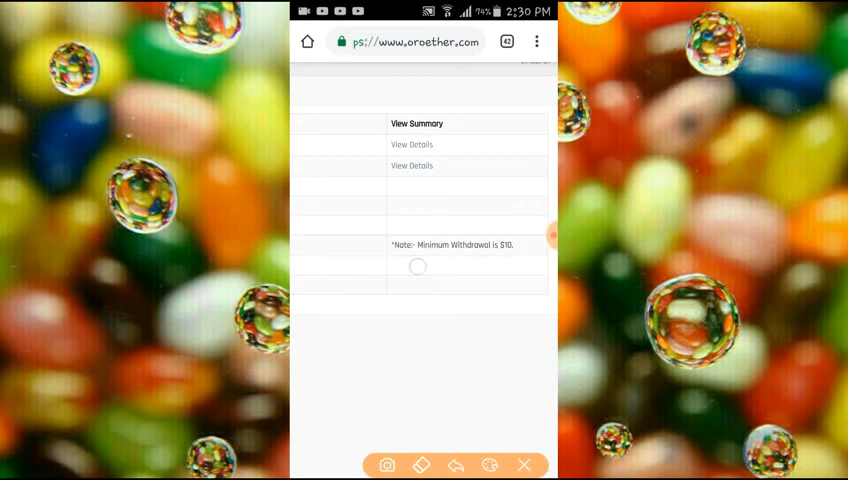 74% 2:30 PM
ps://www.oroether.com
42
View Summary
View Details
View Details
*Note:- Minimum Withdrawal is $10.